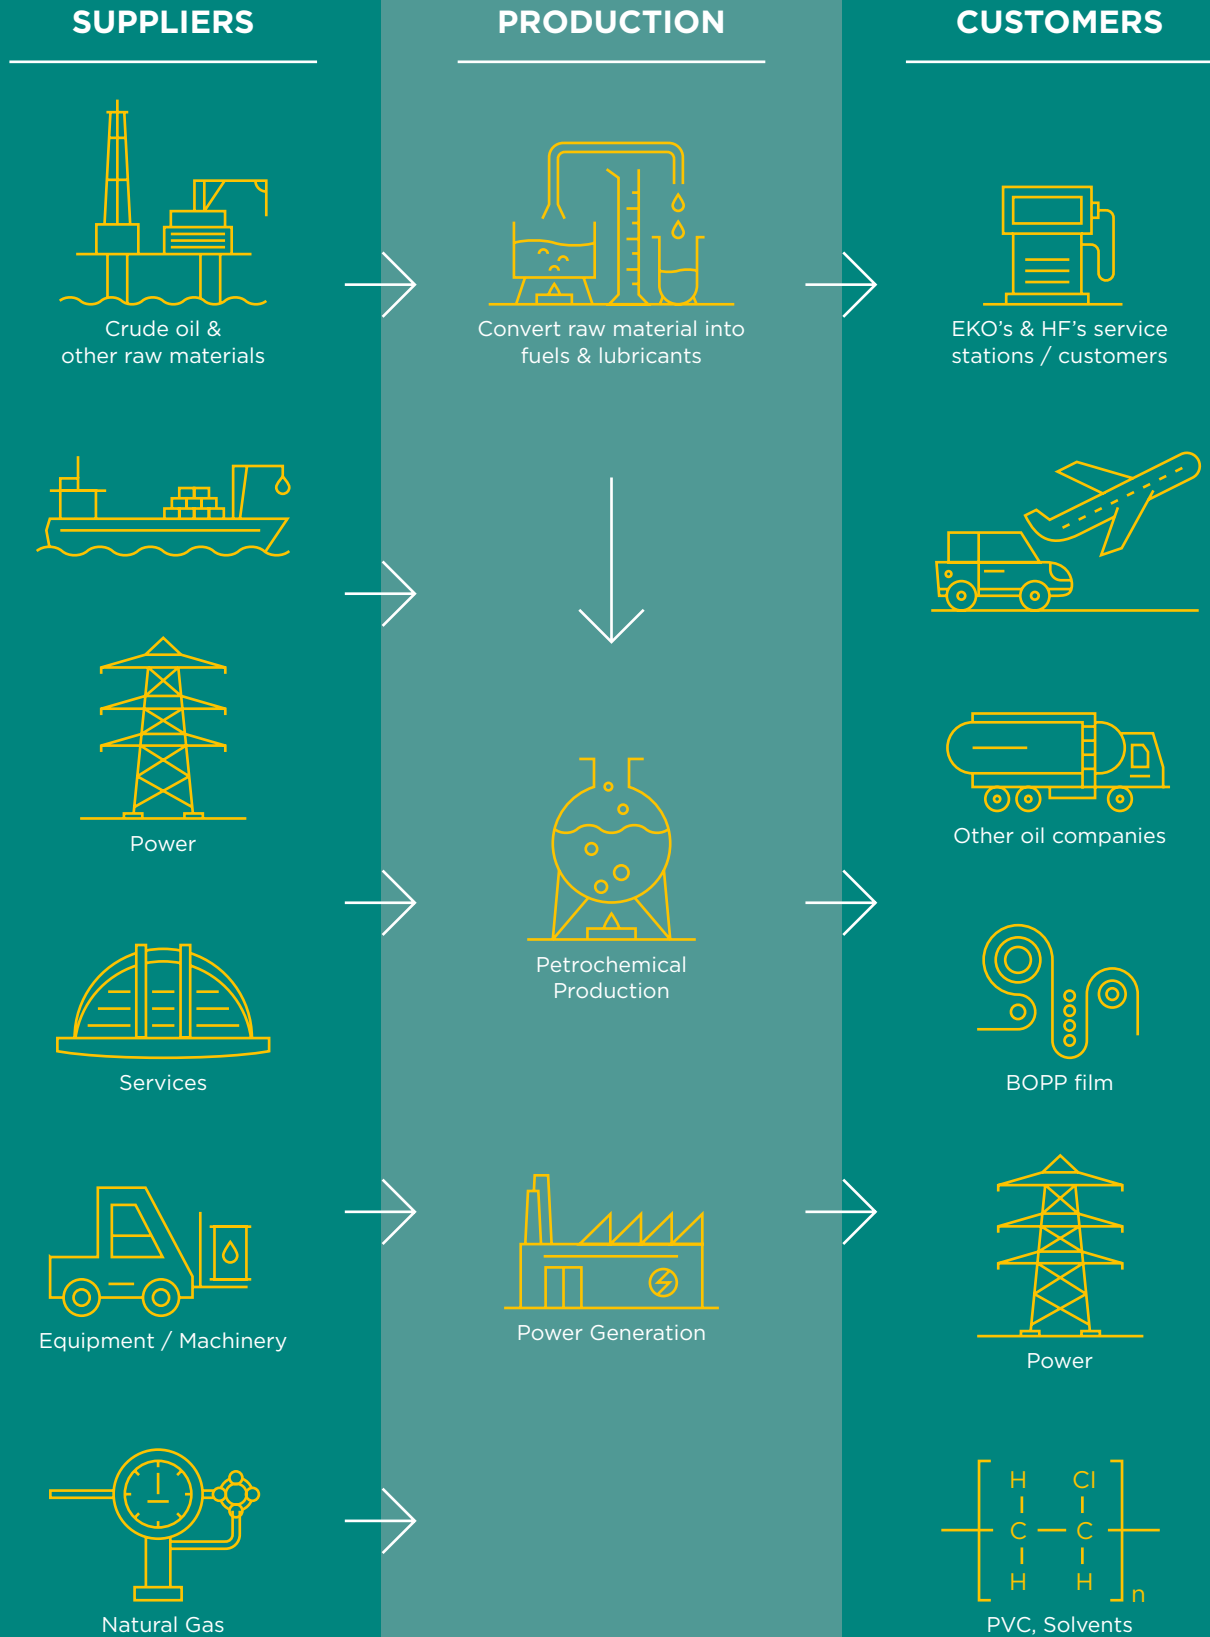 SUPPLIERS
Crude oil &
other raw materials
Power
Services
Equipment / Machinery
Natural Gas
PRODUCTION
Convert raw material into
fuels & lubricants
Petrochemical
Production
Power Generation
CUSTOMERS
EKO's & HF's service
stations / customers
Other oil companies
BOPP film
Power
H Cl
C C
H H
n
PVC, Solvents